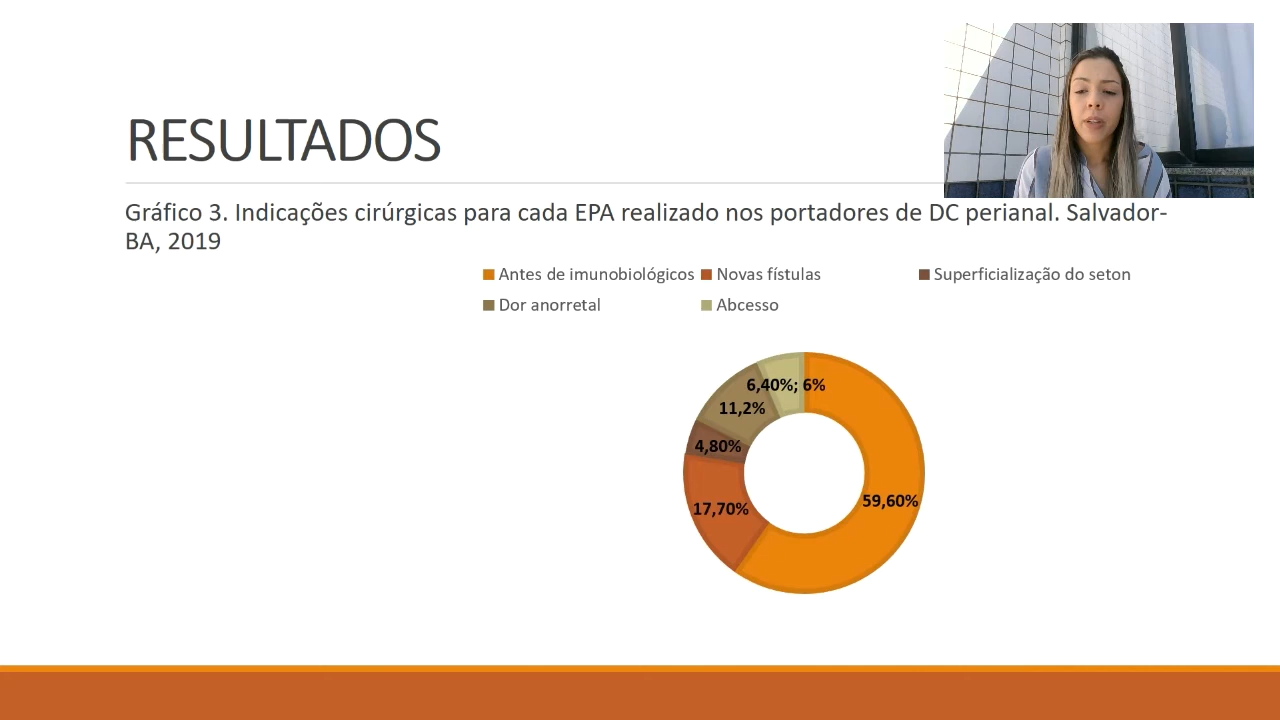 RESULTADOS
Gráfico 3. Indicações cirúrgicas para cada EPA realizado nos portadores de DC perianal. Salvador-
BA, 2019
Antes de imunobiológicos Novas fístulas Superficialização do seton
Dor anorretal Abcesso
6,40%; 6%
11,2%
4,80%
59,60%
17,70%